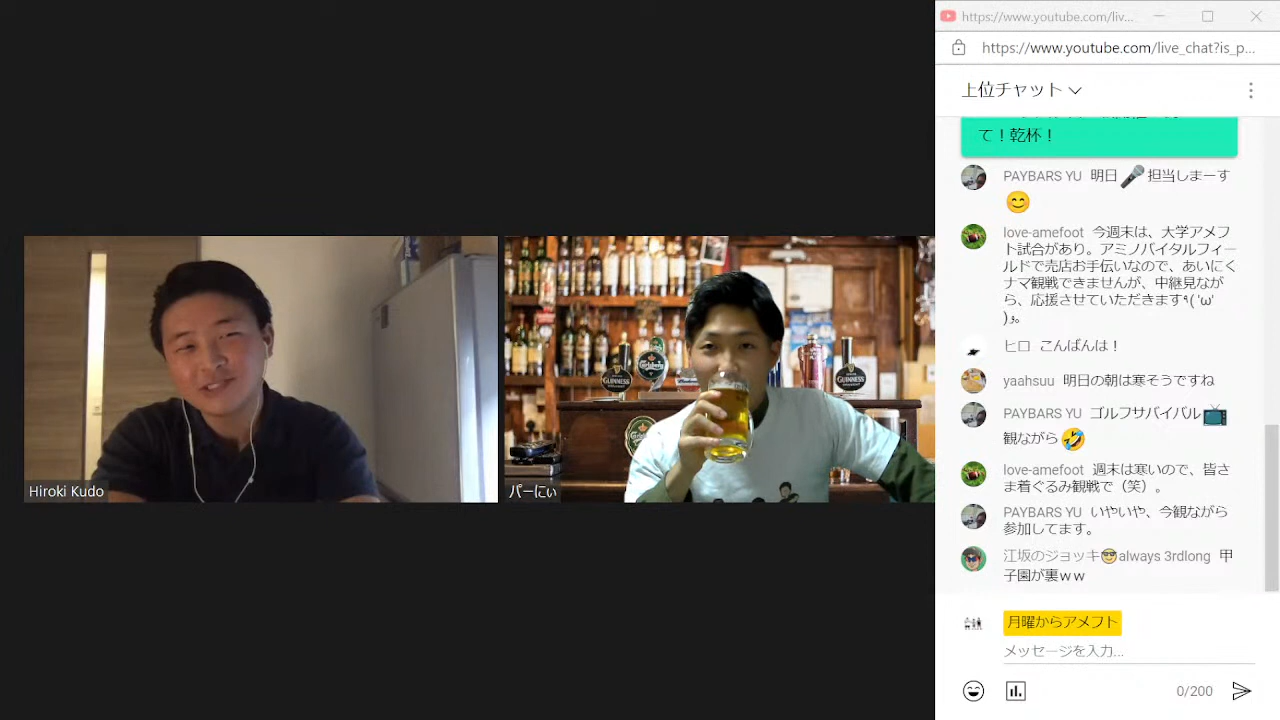 https://www.youtube.com/liv...
https://www.youtube.com/live_chat?is_p...
上位チャット
て！乾杯！
PAYBARS YU 明日🎤担当しまーす
😊
love-amefoot 今週末は、大学アメフ
ト試合があり。アミノバイタルフィー
ルドで売店お手伝いなので、あいにく
ナマ観戦できませんが、中継見なが
ら、応援させていただきます٩( 'ω'
)و。
ヒロ こんばんは！
yaahsuu 明日の朝は寒そうですね
PAYBARS YU ゴルフサバイバル📺
観ながら🤣
love-amefoot 週末は寒いので、皆さ
ま着ぐるみ観戦で（笑）。
PAYBARS YU いやいや、今観ながら
参加してます。
江坂のジョッキ😎always 3rdlong 甲
子園が裏ｗｗ
月曜からアメフト
メッセージを入力...
0/200
Hiroki Kudo
パーにい
GUINNESS
Carlsberg
GUINNESS